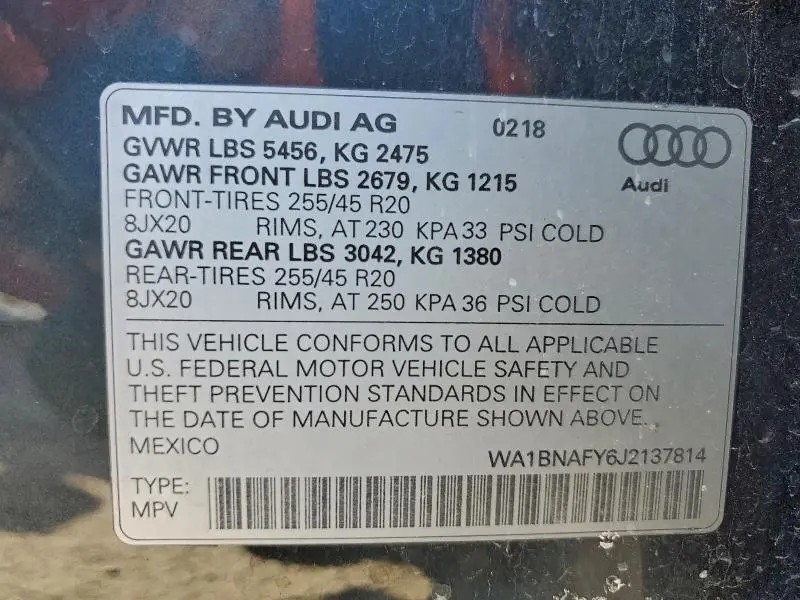 MFD. BY AUDI AG 0218
GVWR LBS 5456, KG 2475
GAWR FRONT LBS 2679, KG 1215
Audi
FRONT-TIRES 255/45 R20
8JX20 RIMS, AT 230 KPA 33 PSI COLD
GAWR REAR LBS 3042, KG 1380
REAR-TIRES 255/45 R20
8JX20 RIMS, AT 250 KPA 36 PSI COLD
THIS VEHICLE CONFORMS TO ALL APPLICABLE
U.S. FEDERAL MOTOR VEHICLE SAFETY AND
THEFT PREVENTION STANDARDS IN EFFECT ON
THE DATE OF MANUFACTURE SHOWN ABOVE.
MEXICO WA1BNAFY6J2137814
TYPE:
MPV